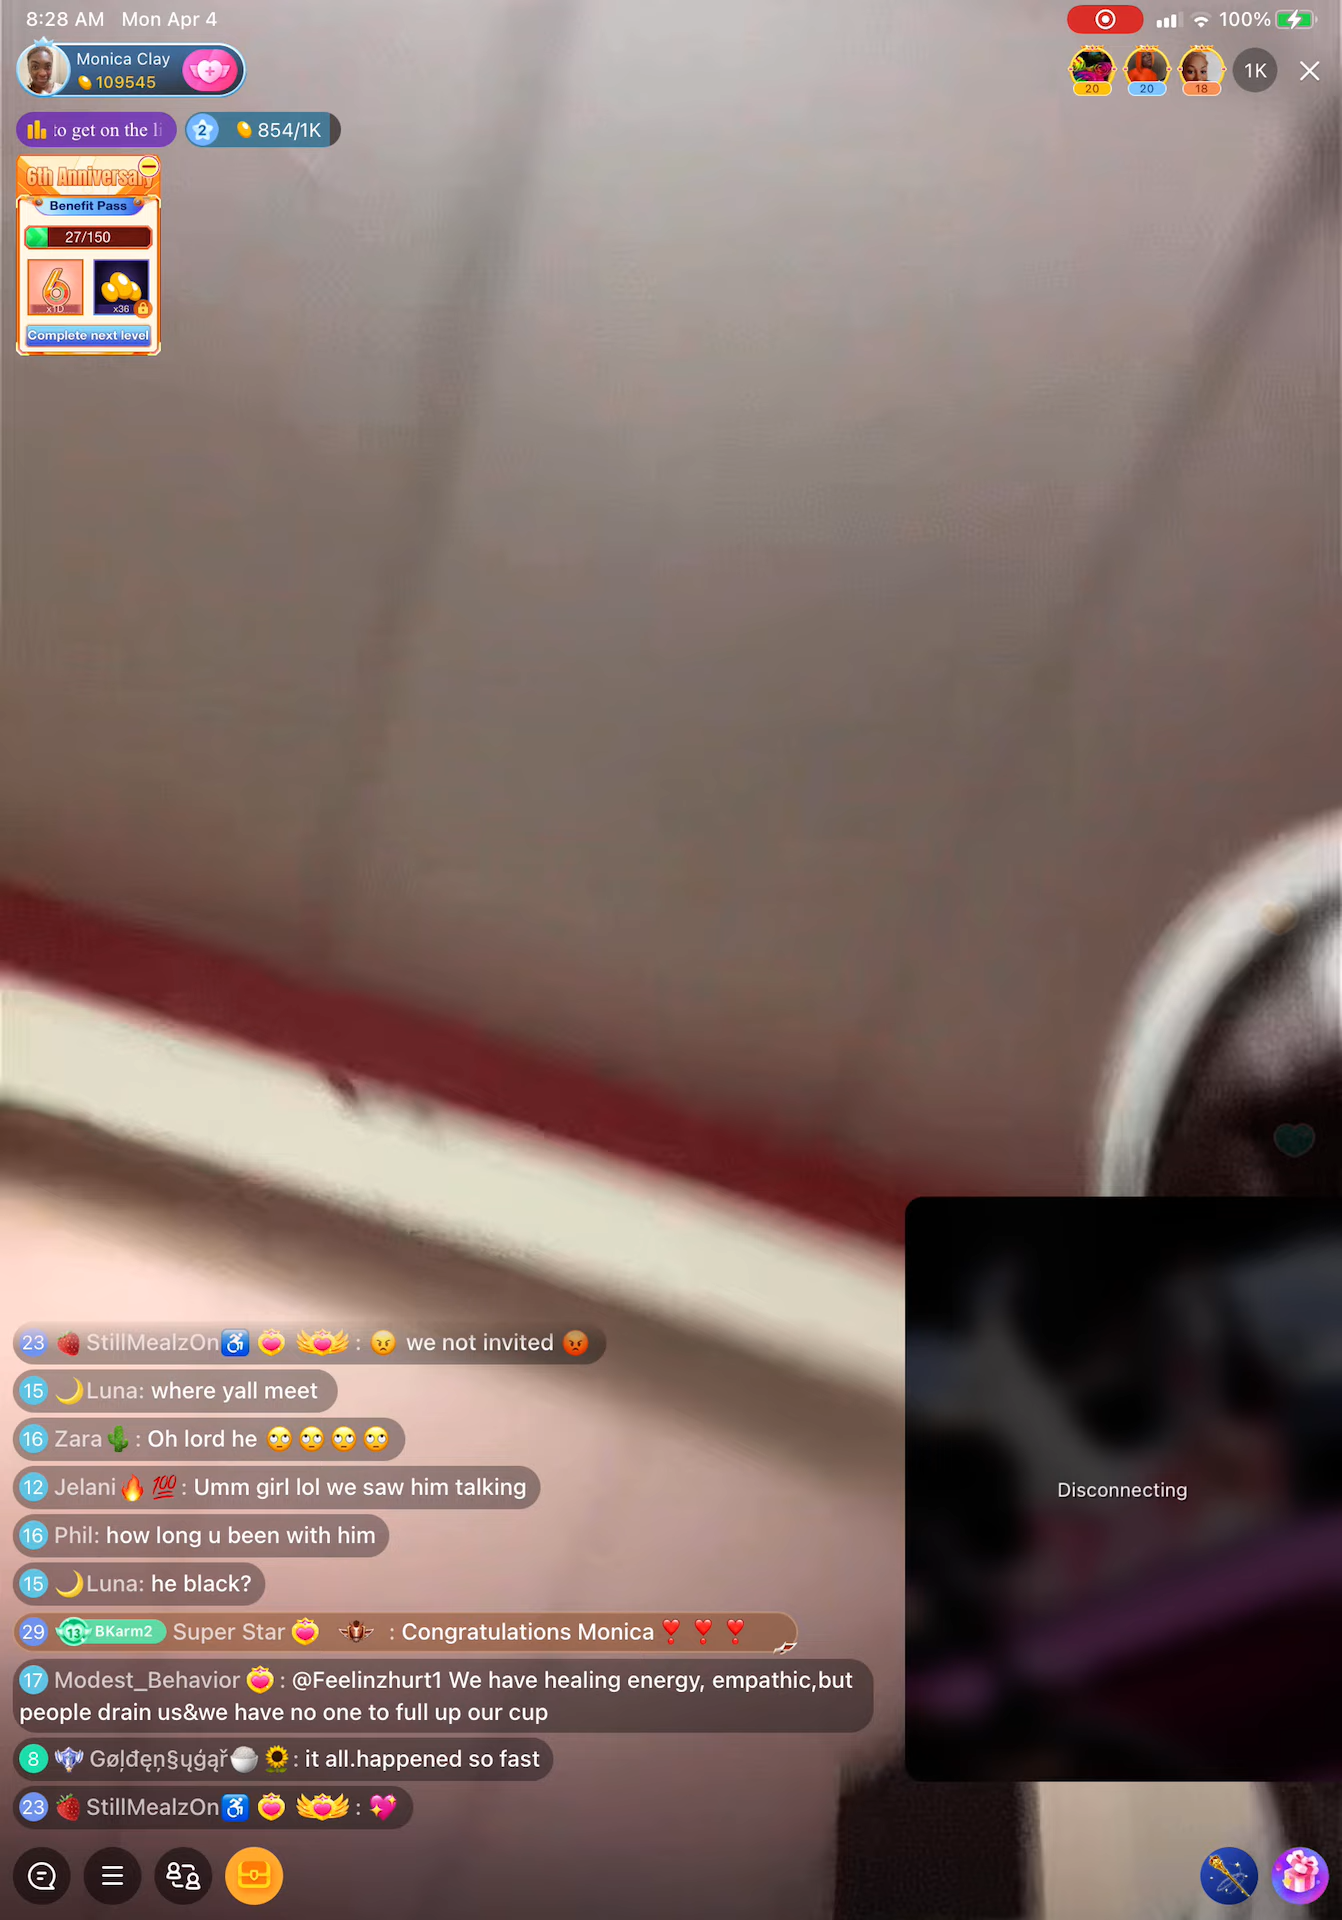 8:28 AM Mon Apr 4
100%
Monica Clay
109545
20
20
18
1K
to get on the li
2
854/1K
6th Anniversary
Benefit Pass
27/150
6
x1D
x36
Complete next level
23 StillMealzOn♿ : 😠 we not invited 😡
15 🌙Luna: where yall meet
16 Zara🌵: Oh lord he 🙄🙄🙄🙄
12 Jelani🔥💯: Umm girl lol we saw him talking
16 Phil: how long u been with him
15 🌙Luna: he black?
29 13 BKarm2 Super Star : Congratulations Monica❣️❣️❣️
17 Modest_Behavior : @Feelinzhurt1 We have healing energy, empathic,but
people drain us&we have no one to full up our cup
8 Gøļđęņ§ųģąř🍚🌻: it all.happened so fast
23 StillMealzOn♿ : 💖
Disconnecting